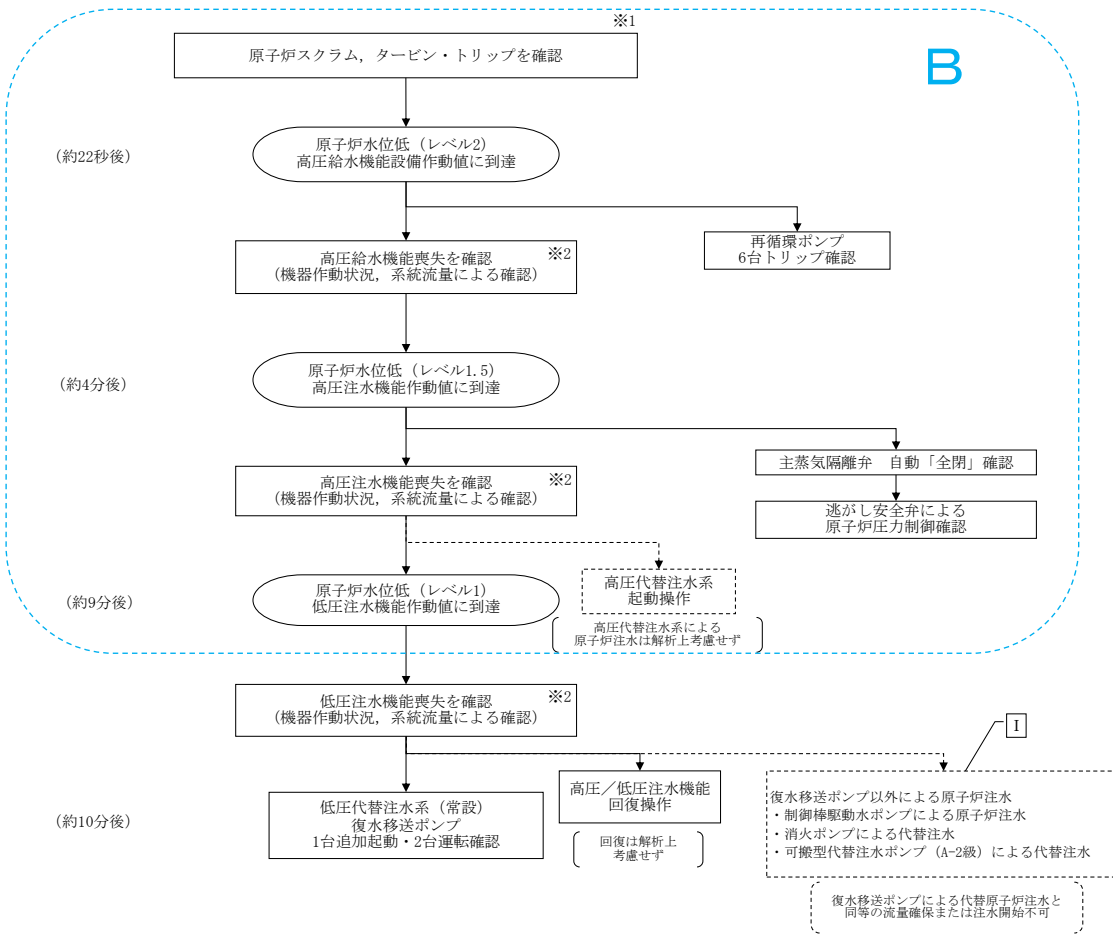 ※1
原子炉スクラム，タービン・トリップを確認
B
（約22秒後）
原子炉水位低（レベル2）
高圧給水機能設備作動値に到達
再循環ポンプ
6台トリップ確認
※2
高圧給水機能喪失を確認
（機器作動状況，系統流量による確認）
（約4分後）
原子炉水位低（レベル1.5）
高圧注水機能作動値に到達
主蒸気隔離弁　自動「全閉」確認
※2
高圧注水機能喪失を確認
（機器作動状況，系統流量による確認）
逃がし安全弁による
原子炉圧力制御確認
（約9分後）
原子炉水位低（レベル1）
低圧注水機能作動値に到達
高圧代替注水系
起動操作
高圧代替注水系による
原子炉注水は解析上考慮せず
※2
低圧注水機能喪失を確認
（機器作動状況，系統流量による確認）
I
（約10分後）
低圧代替注水系（常設）
復水移送ポンプ
1台追加起動・2台運転確認
高圧／低圧注水機能
回復操作
回復は解析上
考慮せず
復水移送ポンプ以外による原子炉注水
・制御棒駆動水ポンプによる原子炉注水
・消火ポンプによる代替注水
・可搬型代替注水ポンプ（A-2級）による代替注水
復水移送ポンプによる代替原子炉注水と
同等の流量確保または注水開始不可